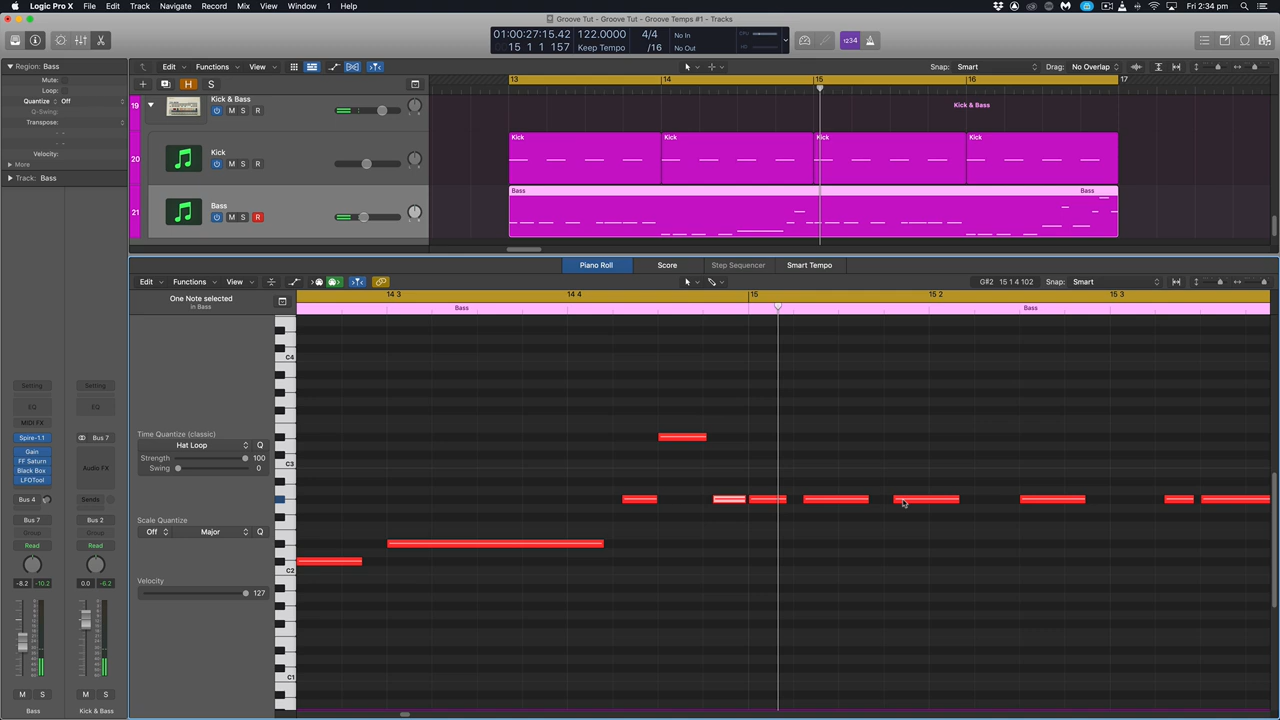 Logic Pro X File Edit Track Navigate Record Mix View Window 1 Help Fri 2:34 pm
Groove Tut - Groove Tut - Groove Temps #1 - Tracks
01:00:27:15.42 122.0000 4/4 No In
15 1 1 157 Keep Tempo /16 No Out
1234
Region: Bass
Mute:
Loop:
Quantize Off
Q-Swing:
Transpose:
Velocity:
More
Track: Bass
Edit Functions View Snap: Smart Drag: No Overlap
H S
13 14 15 16 17
19 Kick & Bass
M S R
Kick & Bass
20 Kick
M S R
Kick Kick Kick Kick
21 Bass
M S R
Bass Bass
Piano Roll Score Step Sequencer Smart Tempo
Edit Functions View G#2 15 1 4 102 Snap: Smart
One Note selected
in Bass
14 3 14 4 15 15 2 15 3
Bass Bass
C4
C3
C2
C1
Time Quantize (classic)
Hat Loop Q
Strength 100
Swing 0
Scale Quantize
Off Major Q
Velocity
127
Setting Setting
EQ EQ
MIDI FX
Spire-1.1 Bus 7
Gain
FF Saturn
Black Box
LFOTool
Audio FX
Bus 4 Sends
Bus 7 Bus 2
Group Group
Read Read
-8.2 -10.2 0.0 -6.2
M S M S
Bass Kick & Bass